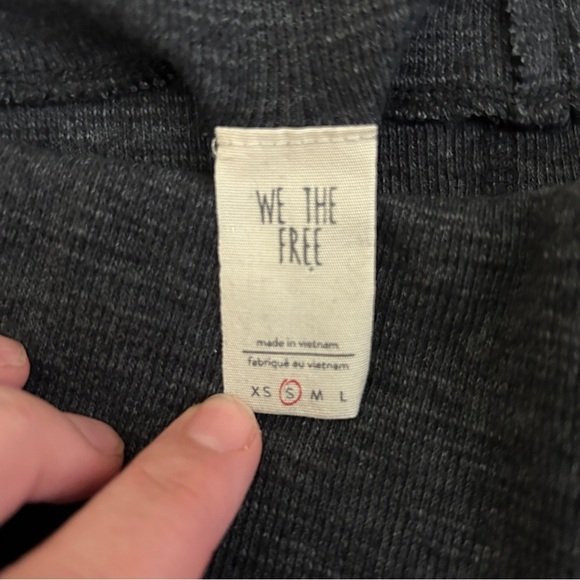 WE THE
FREE
made in vietnam
fabriqué au vietnam
XS S M L